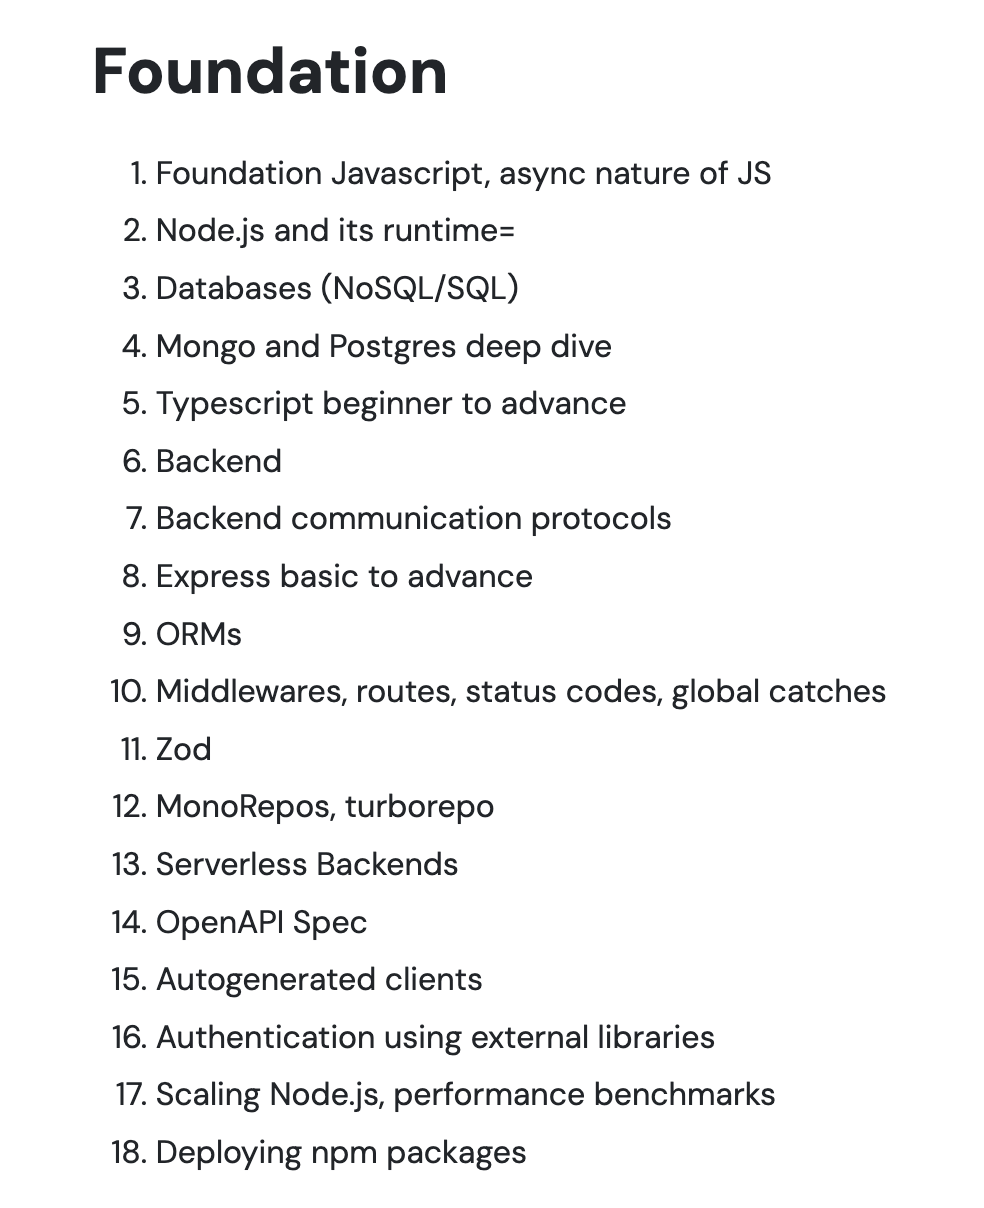 Foundation
1. Foundation Javascript, async nature of JS
2. Node.js and its runtime=
3. Databases (NoSQL/SQL)
4. Mongo and Postgres deep dive
5. Typescript beginner to advance
6. Backend
7. Backend communication protocols
8. Express basic to advance
9. ORMs
10. Middlewares, routes, status codes, global catches
11. Zod
12. MonoRepos, turborepo
13. Serverless Backends
14. OpenAPI Spec
15. Autogenerated clients
16. Authentication using external libraries
17. Scaling Node.js, performance benchmarks
18. Deploying npm packages